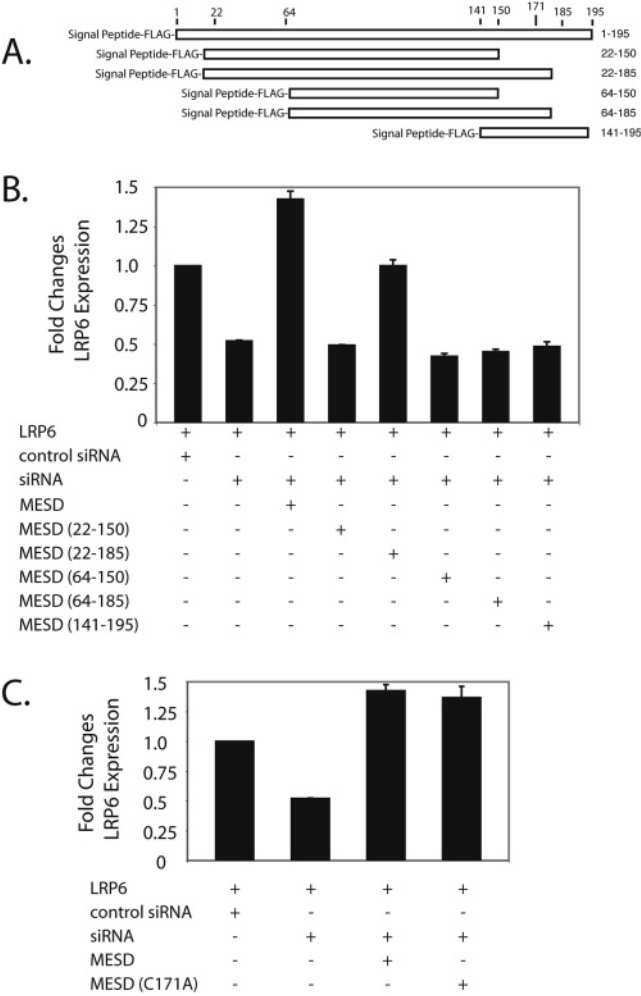 1 22 64 141 150 171 185 195
A.
Signal Peptide-FLAG- 1-195
Signal Peptide-FLAG- 22-150
Signal Peptide-FLAG- 22-185
Signal Peptide-FLAG- 64-150
Signal Peptide-FLAG- 64-185
Signal Peptide-FLAG- 141-195
B.
Fold Changes
LRP6 Expression
1.5
1.25
1.0
0.75
0.5
0.25
0
LRP6 + + + + + + + +
control siRNA + - - - - - - -
siRNA - + + + + + + +
MESD - - + - - - - -
MESD (22-150) - - - + - - - -
MESD (22-185) - - - - + - - -
MESD (64-150) - - - - - + - -
MESD (64-185) - - - - - - + -
MESD (141-195) - - - - - - - +
C.
Fold Changes
LRP6 Expression
1.5
1.25
1.0
0.75
0.5
0.25
0
LRP6 + + + +
control siRNA + - - -
siRNA - + + +
MESD - - + -
MESD (C171A) - - - +